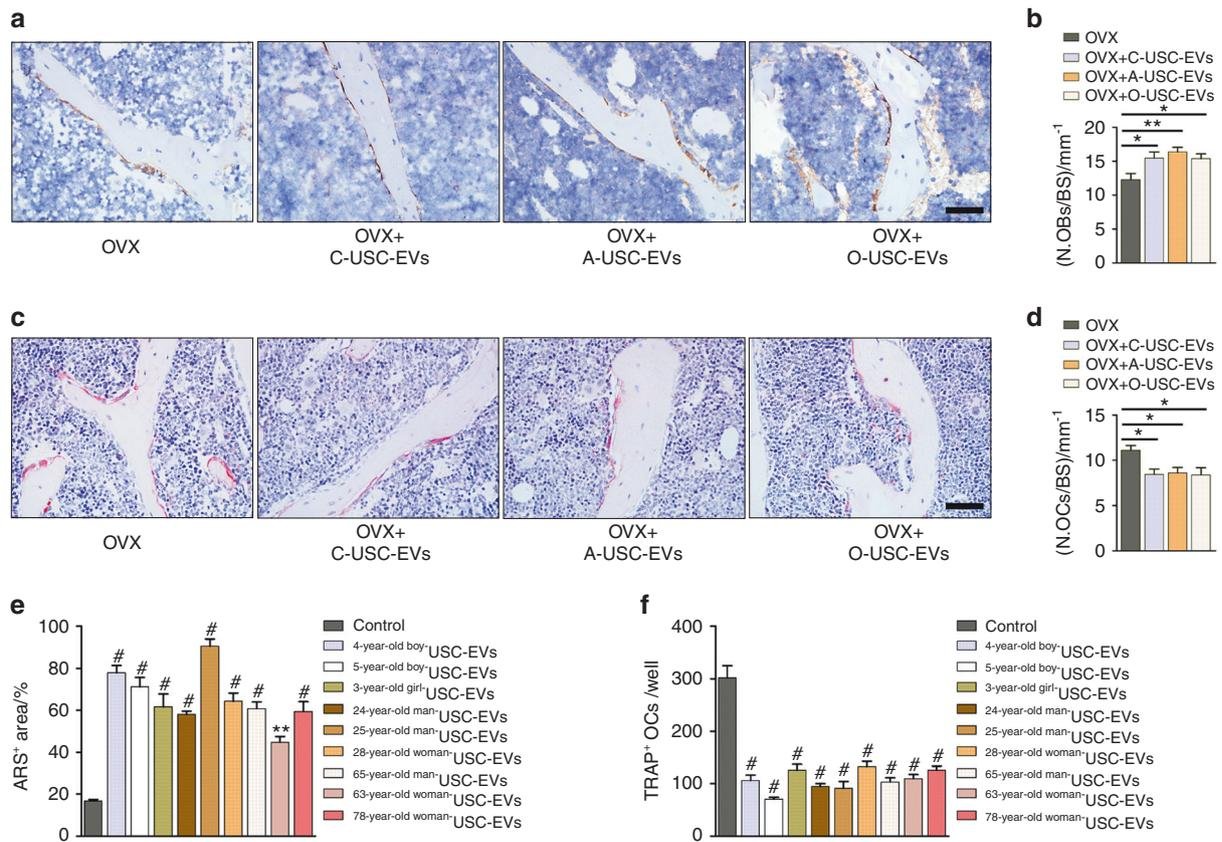 a
OVX
OVX+
C-USC-EVs
OVX+
A-USC-EVs
OVX+
O-USC-EVs
b
OVX
OVX+C-USC-EVs
OVX+A-USC-EVs
OVX+O-USC-EVs
(N.OBs/BS)/mm⁻¹
20
15
10
5
0
*
**
*
c
OVX
OVX+
C-USC-EVs
OVX+
A-USC-EVs
OVX+
O-USC-EVs
d
OVX
OVX+C-USC-EVs
OVX+A-USC-EVs
OVX+O-USC-EVs
(N.OCs/BS)/mm⁻¹
15
10
5
0
*
*
*
e
ARS⁺ area/%
100
80
60
40
20
0
# # # # # # # ** #
Control
4-year-old boy-USC-EVs
5-year-old boy-USC-EVs
3-year-old girl-USC-EVs
24-year-old man-USC-EVs
25-year-old man-USC-EVs
28-year-old woman-USC-EVs
65-year-old man-USC-EVs
63-year-old woman-USC-EVs
78-year-old woman-USC-EVs
f
TRAP⁺ OCs /well
400
300
200
100
0
# # # # # # # # #
Control
4-year-old boy-USC-EVs
5-year-old boy-USC-EVs
3-year-old girl-USC-EVs
24-year-old man-USC-EVs
25-year-old man-USC-EVs
28-year-old woman-USC-EVs
65-year-old man-USC-EVs
63-year-old woman-USC-EVs
78-year-old woman-USC-EVs